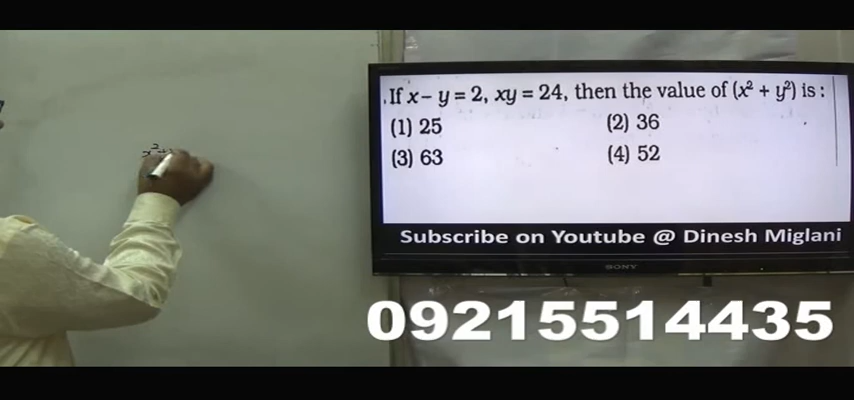 If x – y = 2, xy = 24, then the value of (x² + y²) is :
(1) 25 (2) 36
(3) 63 (4) 52
Subscribe on Youtube @ Dinesh Miglani
SONY
09215514435